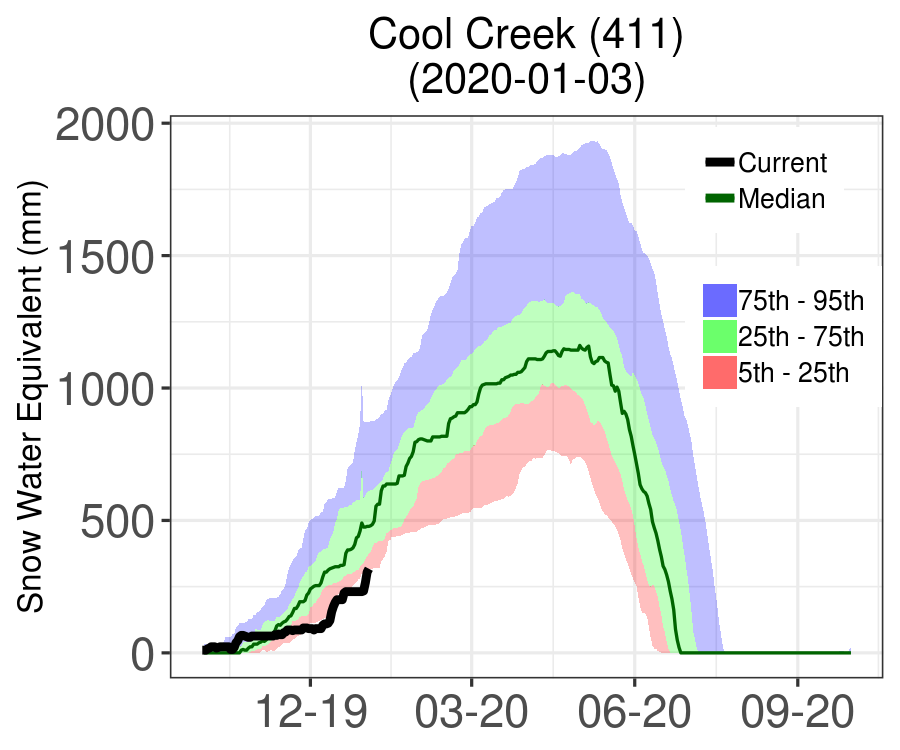 Cool Creek (411)
(2020-01-03)
Snow Water Equivalent (mm)
2000
1500
1000
500
0
12-19
03-20
06-20
09-20
Current
Median
75th - 95th
25th - 75th
5th - 25th